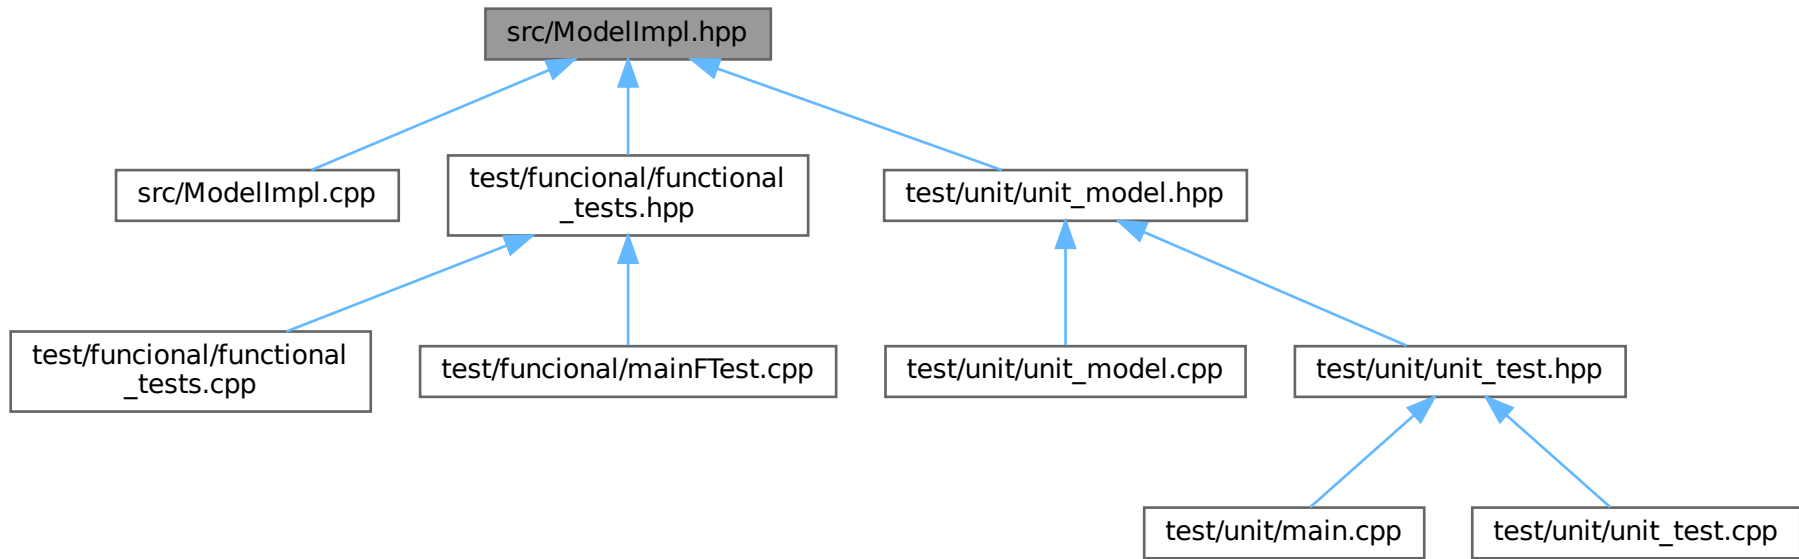 src/ModelImpl.hpp
src/ModelImpl.cpp
test/funcional/functional
_tests.hpp
test/unit/unit_model.hpp
test/funcional/functional
_tests.cpp
test/funcional/mainFTest.cpp
test/unit/unit_model.cpp
test/unit/unit_test.hpp
test/unit/main.cpp
test/unit/unit_test.cpp